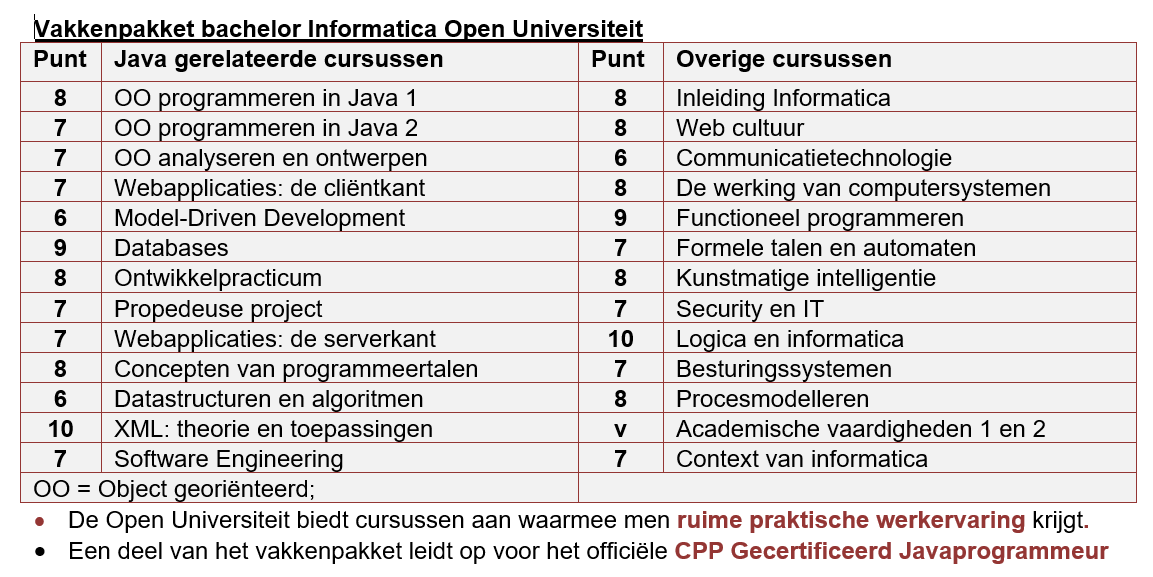 Vakkenpakket bachelor Informatica Open Universiteit
Punt Java gerelateerde cursussen Punt Overige cursussen
8 OO programmeren in Java 1 8 Inleiding Informatica
7 OO programmeren in Java 2 8 Web cultuur
7 OO analyseren en ontwerpen 6 Communicatietechnologie
7 Webapplicaties: de cliëntkant 8 De werking van computersystemen
6 Model-Driven Development 9 Functioneel programmeren
9 Databases 7 Formele talen en automaten
8 Ontwikkelpracticum 8 Kunstmatige intelligentie
7 Propedeuse project 7 Security en IT
7 Webapplicaties: de serverkant 10 Logica en informatica
8 Concepten van programmeertalen 7 Besturingssystemen
6 Datastructuren en algoritmen 8 Procesmodelleren
10 XML: theorie en toepassingen v Academische vaardigheden 1 en 2
7 Software Engineering 7 Context van informatica
OO = Object georiënteerd;
• De Open Universiteit biedt cursussen aan waarmee men ruime praktische werkervaring krijgt.
• Een deel van het vakkenpakket leidt op voor het officiële CPP Gecertificeerd Javaprogrammeur